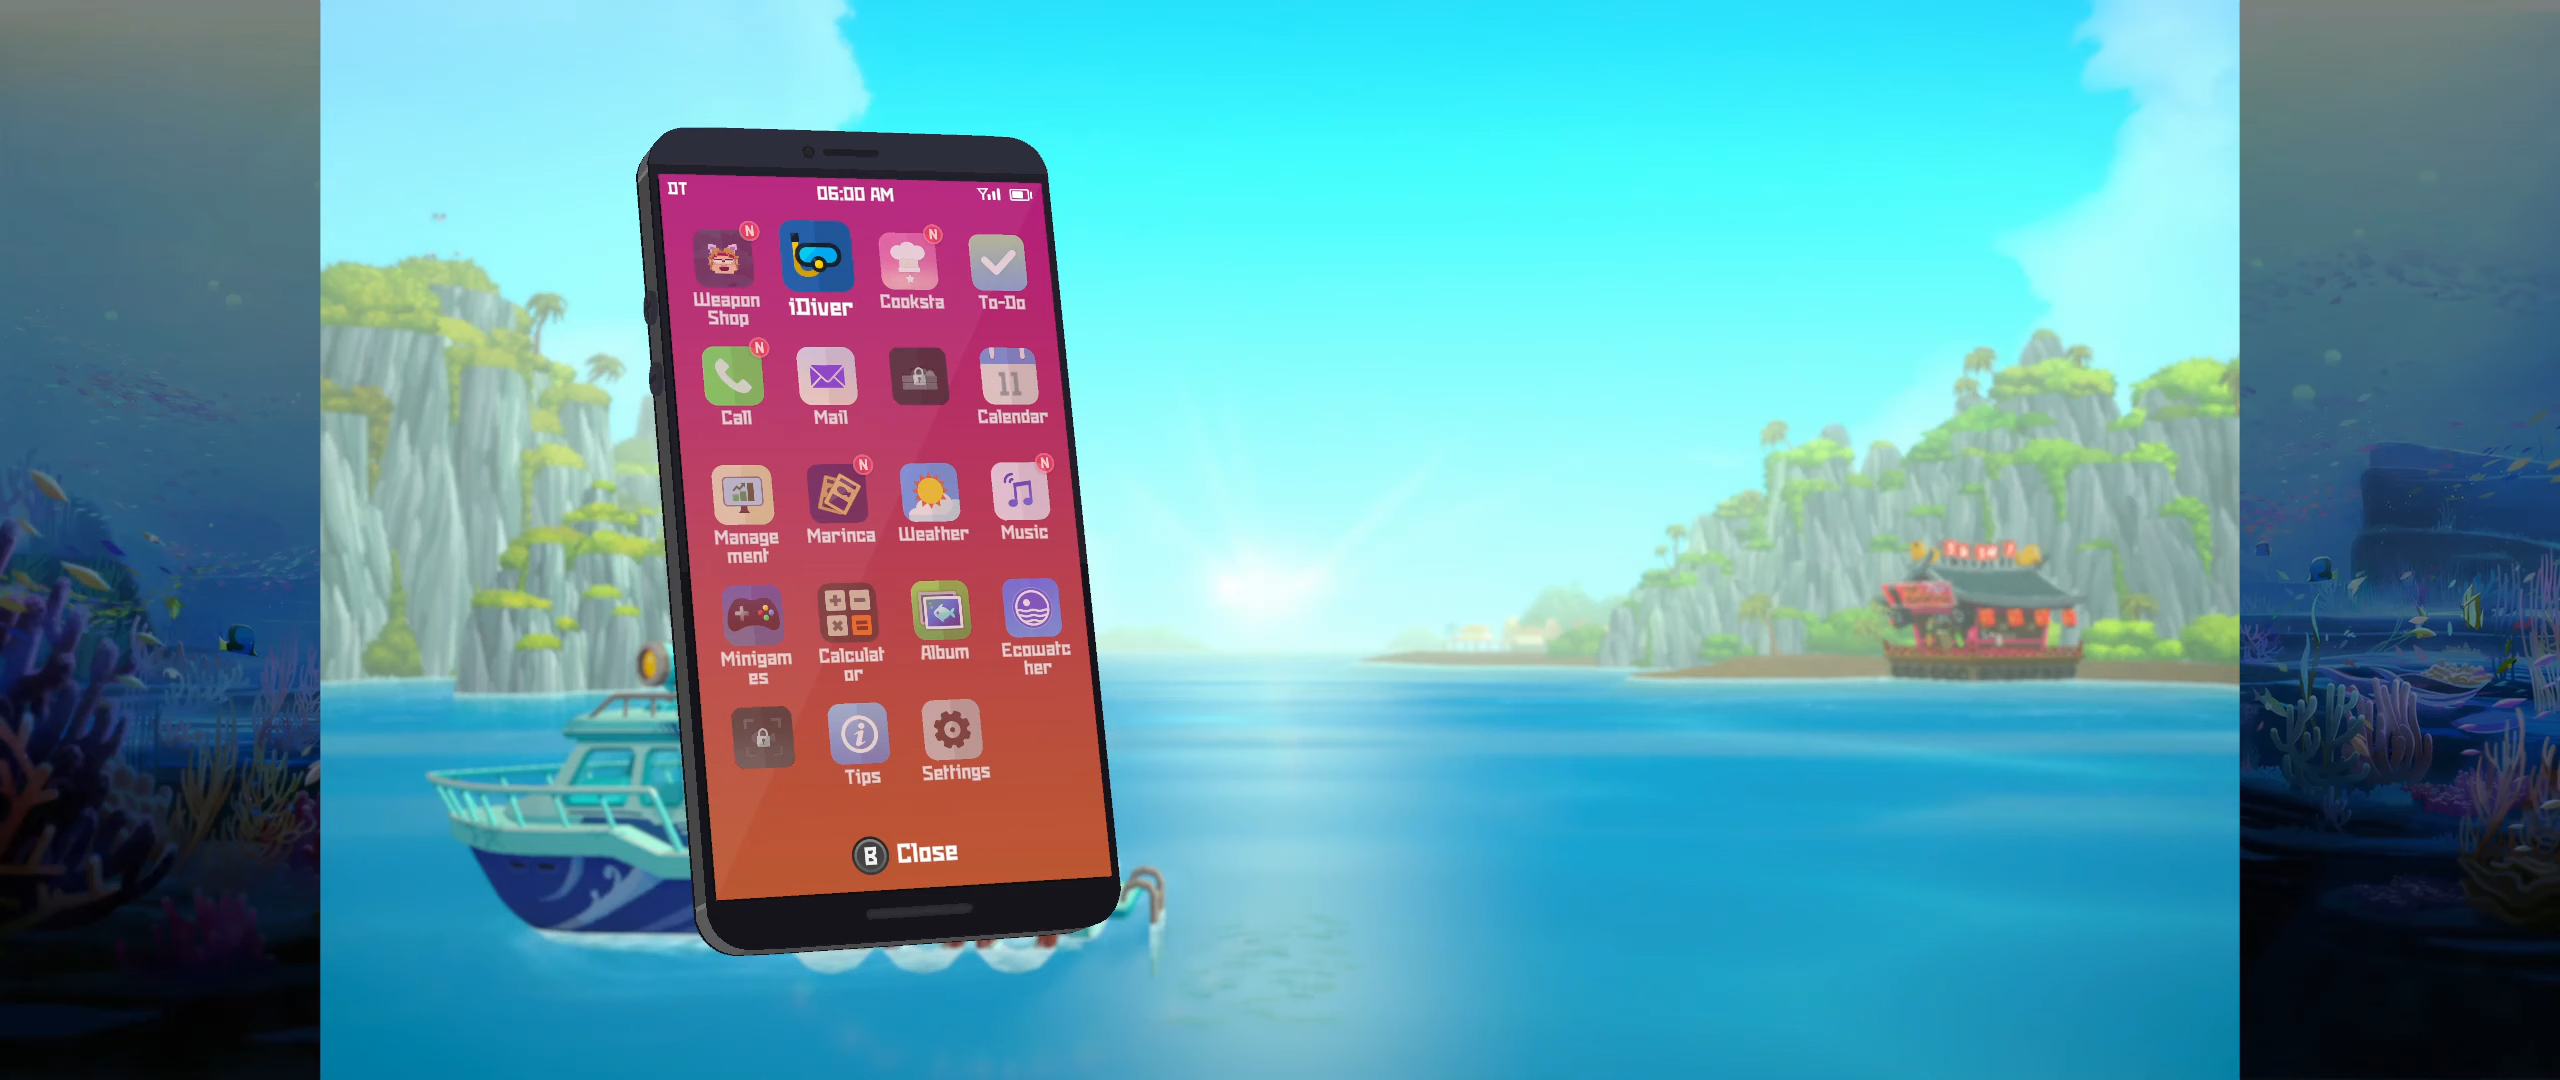 DT
06:00 AM
N
N
Weapon
Shop
iDiver
Cooksta
To-Do
N
11
Call
Mail
Calendar
N
N
Manage
ment
Marinca
Weather
Music
Minigam
es
Calculat
or
Album
Ecowatc
her
Tips
Settings
B Close